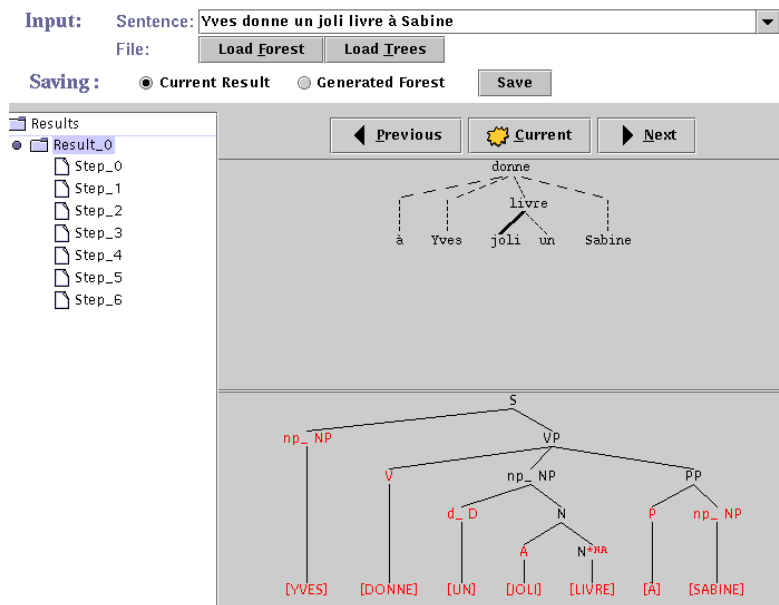 Input: Sentence: Yves donne un joli livre à Sabine
File: Load Forest Load Trees
Saving : Current Result Generated Forest Save
Results
Result_0
Step_0
Step_1
Step_2
Step_3
Step_4
Step_5
Step_6
Previous Current Next
donne
livre
à Yves joli un Sabine
S
np_ NP VP
V np_ NP PP
d_ D N P np_ NP
A N*NA
[YVES] [DONNE] [UN] [JOLI] [LIVRE] [À] [SABINE]